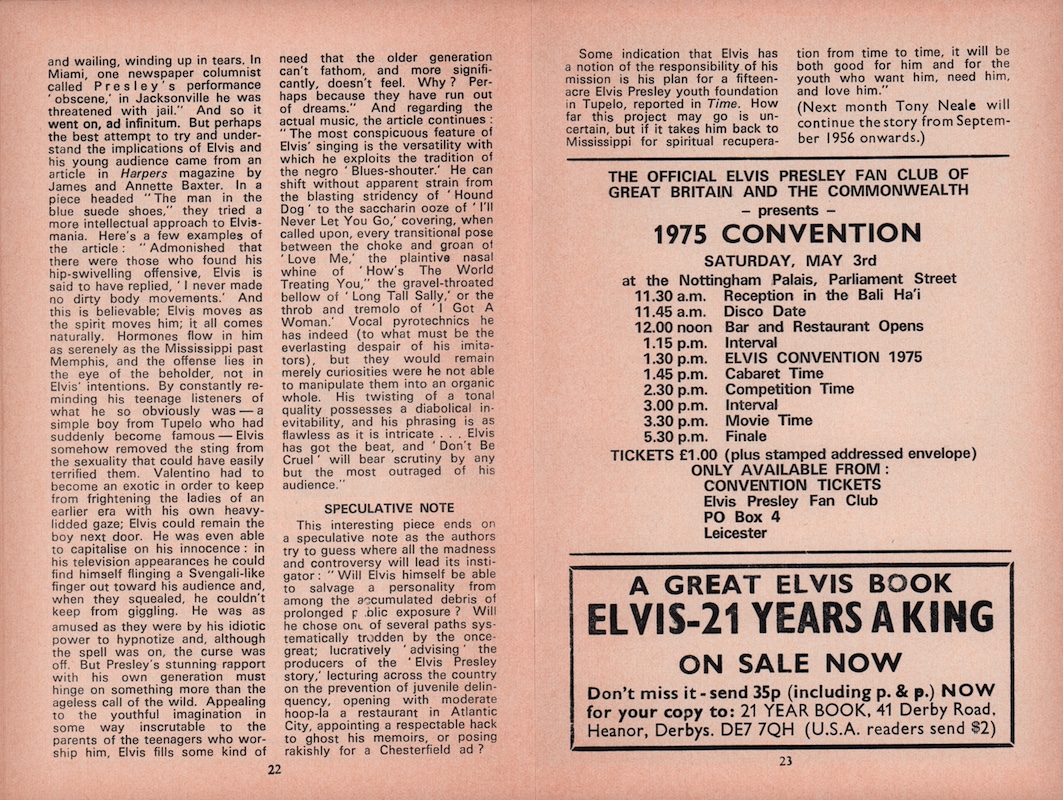 and wailing, winding up in tears. In
Miami, one newspaper columnist
called Presley's performance
'obscene,' in Jacksonville he was
threatened with jail." And so it
went on, ad infinitum. But perhaps
the best attempt to try and under-
stand the implications of Elvis and
his young audience came from an
article in Harpers magazine by
James and Annette Baxter. In a
piece headed "The man in the
blue suede shoes," they tried a
more intellectual approach to Elvis-
mania. Here's a few examples of
the article: "Admonished that
there were those who found his
hip-swivelling offensive, Elvis is
said to have replied, 'I never made
no dirty body movements.' And
this is believable; Elvis moves as
the spirit moves him; it all comes
naturally. Hormones flow in him
as serenely as the Mississippi past
Memphis, and the offense lies in
the eye of the beholder, not in
Elvis' intentions. By constantly re-
minding his teenage listeners of
what he so obviously was — a
simple boy from Tupelo who had
suddenly become famous — Elvis
somehow removed the sting from
the sexuality that could have easily
terrified them. Valentino had to
become an exotic in order to keep
from frightening the ladies of an
earlier era with his own heavy-
lidded gaze; Elvis could remain the
boy next door. He was even able
to capitalise on his innocence: in
his television appearances he could
find himself flinging a Svengali-like
finger out toward his audience and,
when they squealed, he couldn't
keep from giggling. He was as
amused as they were by his idiotic
power to hypnotize and, although
the spell was on, the curse was
off. But Presley's stunning rapport
with his own generation must
hinge on something more than the
ageless call of the wild. Appealing
to the youthful imagination in
some way inscrutable to the
parents of the teenagers who wor-
ship him, Elvis fills some kind of
need that the older generation
can't fathom, and more signifi-
cantly, doesn't feel. Why? Per-
haps because they have run out
of dreams." And regarding the
actual music, the article continues:
"The most conspicuous feature of
Elvis' singing is the versatility with
which he exploits the tradition of
the negro 'Blues-shouter.' He can
shift without apparent strain from
the blasting stridency of 'Hound
Dog' to the saccharin ooze of 'I'll
Never Let You Go,' covering, when
called upon, every transitional pose
between the choke and groan of
'Love Me,' the plaintive nasal
whine of 'How's The World
Treating You," the gravel-throated
bellow of 'Long Tall Sally,' or the
throb and tremolo of 'I Got A
Woman.' Vocal pyrotechnics he
has indeed (to what must be the
everlasting despair of his imita-
tors), but they would remain
merely curiosities were he not able
to manipulate them into an organic
whole. His twisting of a tonal
quality possesses a diabolical in-
evitability, and his phrasing is as
flawless as it is intricate . . . Elvis
has got the beat, and 'Don't Be
Cruel' will bear scrutiny by any
but the most outraged of his
audience."
SPECULATIVE NOTE
This interesting piece ends on
a speculative note as the authors
try to guess where all the madness
and controversy will lead its insti-
gator: "Will Elvis himself be able
to salvage a personality from
among the accumulated debris of
prolonged p blic exposure? Will
he chose one of several paths sys-
tematically trodden by the once-
great; lucratively 'advising' the
producers of the 'Elvis Presley
story,' lecturing across the country
on the prevention of juvenile delin-
quency, opening with moderate
hoop-la a restaurant in Atlantic
City, appointing a respectable hack
to ghost his memoirs, or posing
rakishly for a Chesterfield ad?
22
Some indication that Elvis has
a notion of the responsibility of his
mission is his plan for a fifteen-
acre Elvis Presley youth foundation
in Tupelo, reported in Time. How
far this project may go is un-
certain, but if it takes him back to
Mississippi for spiritual recupera-
tion from time to time, it will be
both good for him and for the
youth who want him, need him,
and love him."
(Next month Tony Neale will
continue the story from Septem-
ber 1956 onwards.)
THE OFFICIAL ELVIS PRESLEY FAN CLUB OF
GREAT BRITAIN AND THE COMMONWEALTH
– presents –
1975 CONVENTION
SATURDAY, MAY 3rd
at the Nottingham Palais, Parliament Street
11.30 a.m. Reception in the Bali Ha'i
11.45 a.m. Disco Date
12.00 noon Bar and Restaurant Opens
1.15 p.m. Interval
1.30 p.m. ELVIS CONVENTION 1975
1.45 p.m. Cabaret Time
2.30 p.m. Competition Time
3.00 p.m. Interval
3.30 p.m. Movie Time
5.30 p.m. Finale
TICKETS £1.00 (plus stamped addressed envelope)
ONLY AVAILABLE FROM:
CONVENTION TICKETS
Elvis Presley Fan Club
PO Box 4
Leicester
A GREAT ELVIS BOOK
ELVIS-21 YEARS A KING
ON SALE NOW
Don't miss it - send 35p (including p. & p.) NOW
for your copy to: 21 YEAR BOOK, 41 Derby Road,
Heanor, Derbys. DE7 7QH (U.S.A. readers send $2)
23